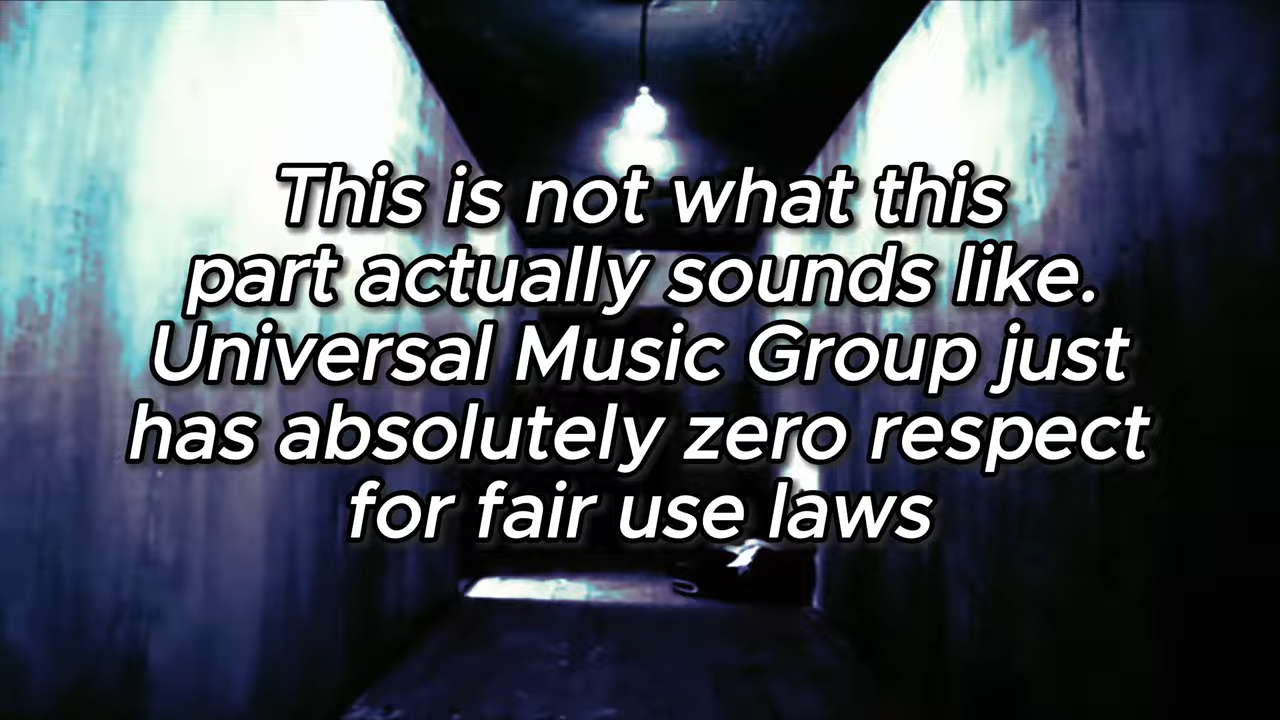 This is not what this
part actually sounds like.
Universal Music Group just
has absolutely zero respect
for fair use laws